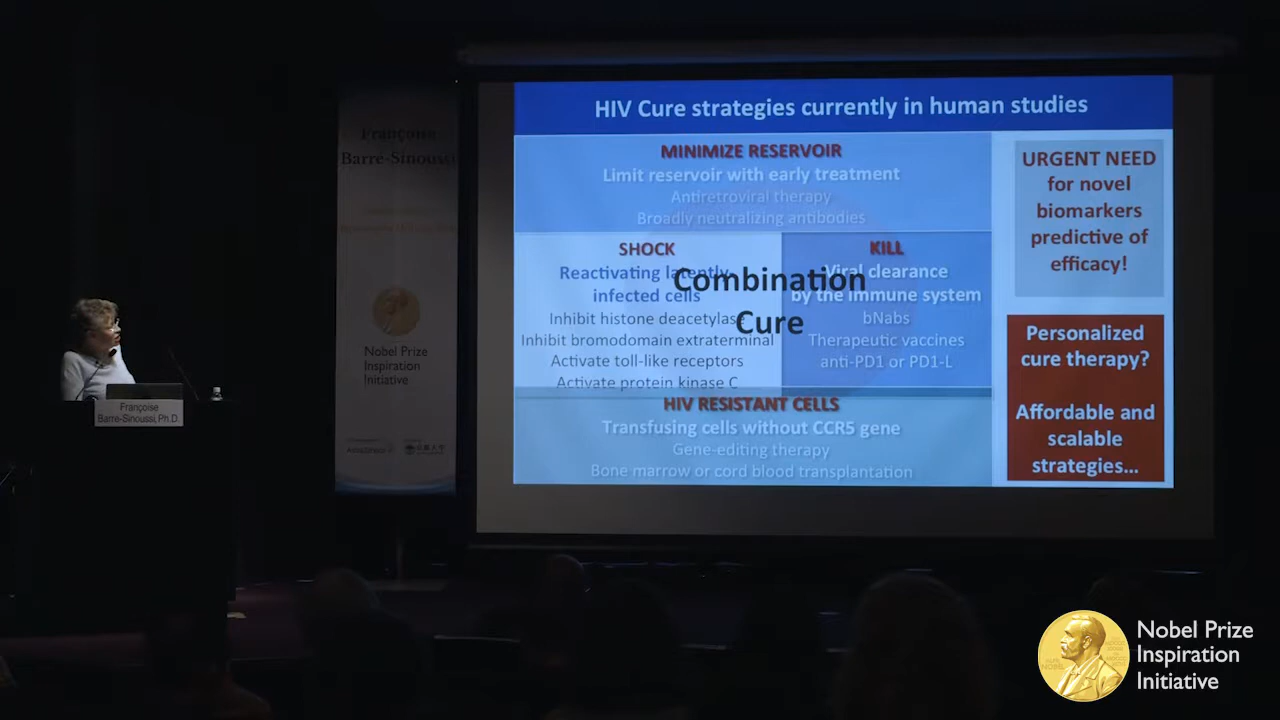 Françoise
Barre-Sinoussi
Nobel Prize
Inspiration
Initiative
Françoise
Barre-Sinoussi, Ph.D.
HIV Cure strategies currently in human studies
MINIMIZE RESERVOIR
Limit reservoir with early treatment
Antiretroviral therapy
Broadly neutralizing antibodies
SHOCK
Reactivating latently-
infected cells
Inhibit histone deacetylase
Inhibit bromodomain extraterminal
Activate toll-like receptors
Activate protein kinase C
KILL
Viral clearance
by the immune system
bNabs
Therapeutic vaccines
anti-PD1 or PD1-L
Combination
Cure
HIV RESISTANT CELLS
Transfusing cells without CCR5 gene
Gene-editing therapy
Bone marrow or cord blood transplantation
URGENT NEED
for novel
biomarkers
predictive of
efficacy!
Personalized
cure therapy?
Affordable and
scalable
strategies…
Nobel Prize
Inspiration
Initiative